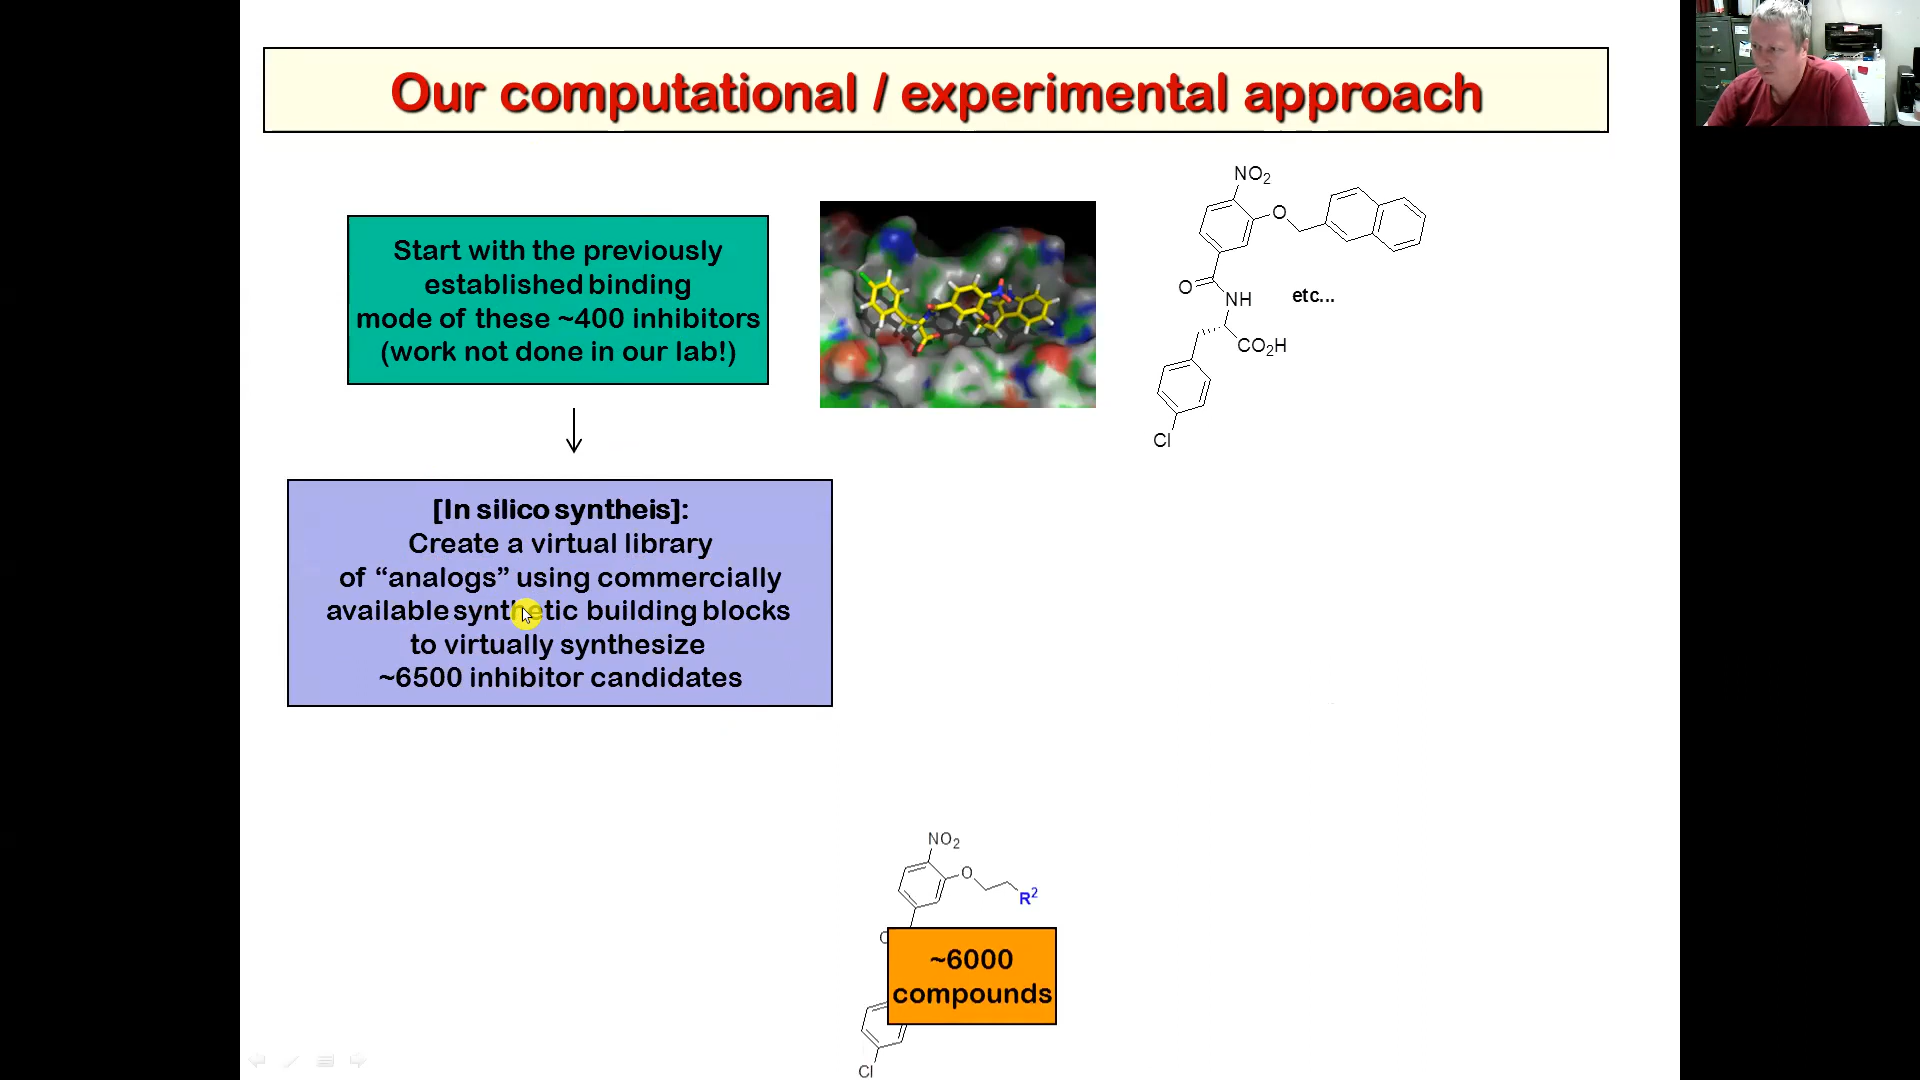 Our computational / experimental approach
Start with the previously
established binding
mode of these ~400 inhibitors
(work not done in our lab!)
NO2
O
O
NH
etc...
CO2H
Cl
[In silico syntheis]:
Create a virtual library
of “analogs” using commercially
available synthetic building blocks
to virtually synthesize
~6500 inhibitor candidates
NO2
O
R2
O
~6000
compounds
Cl